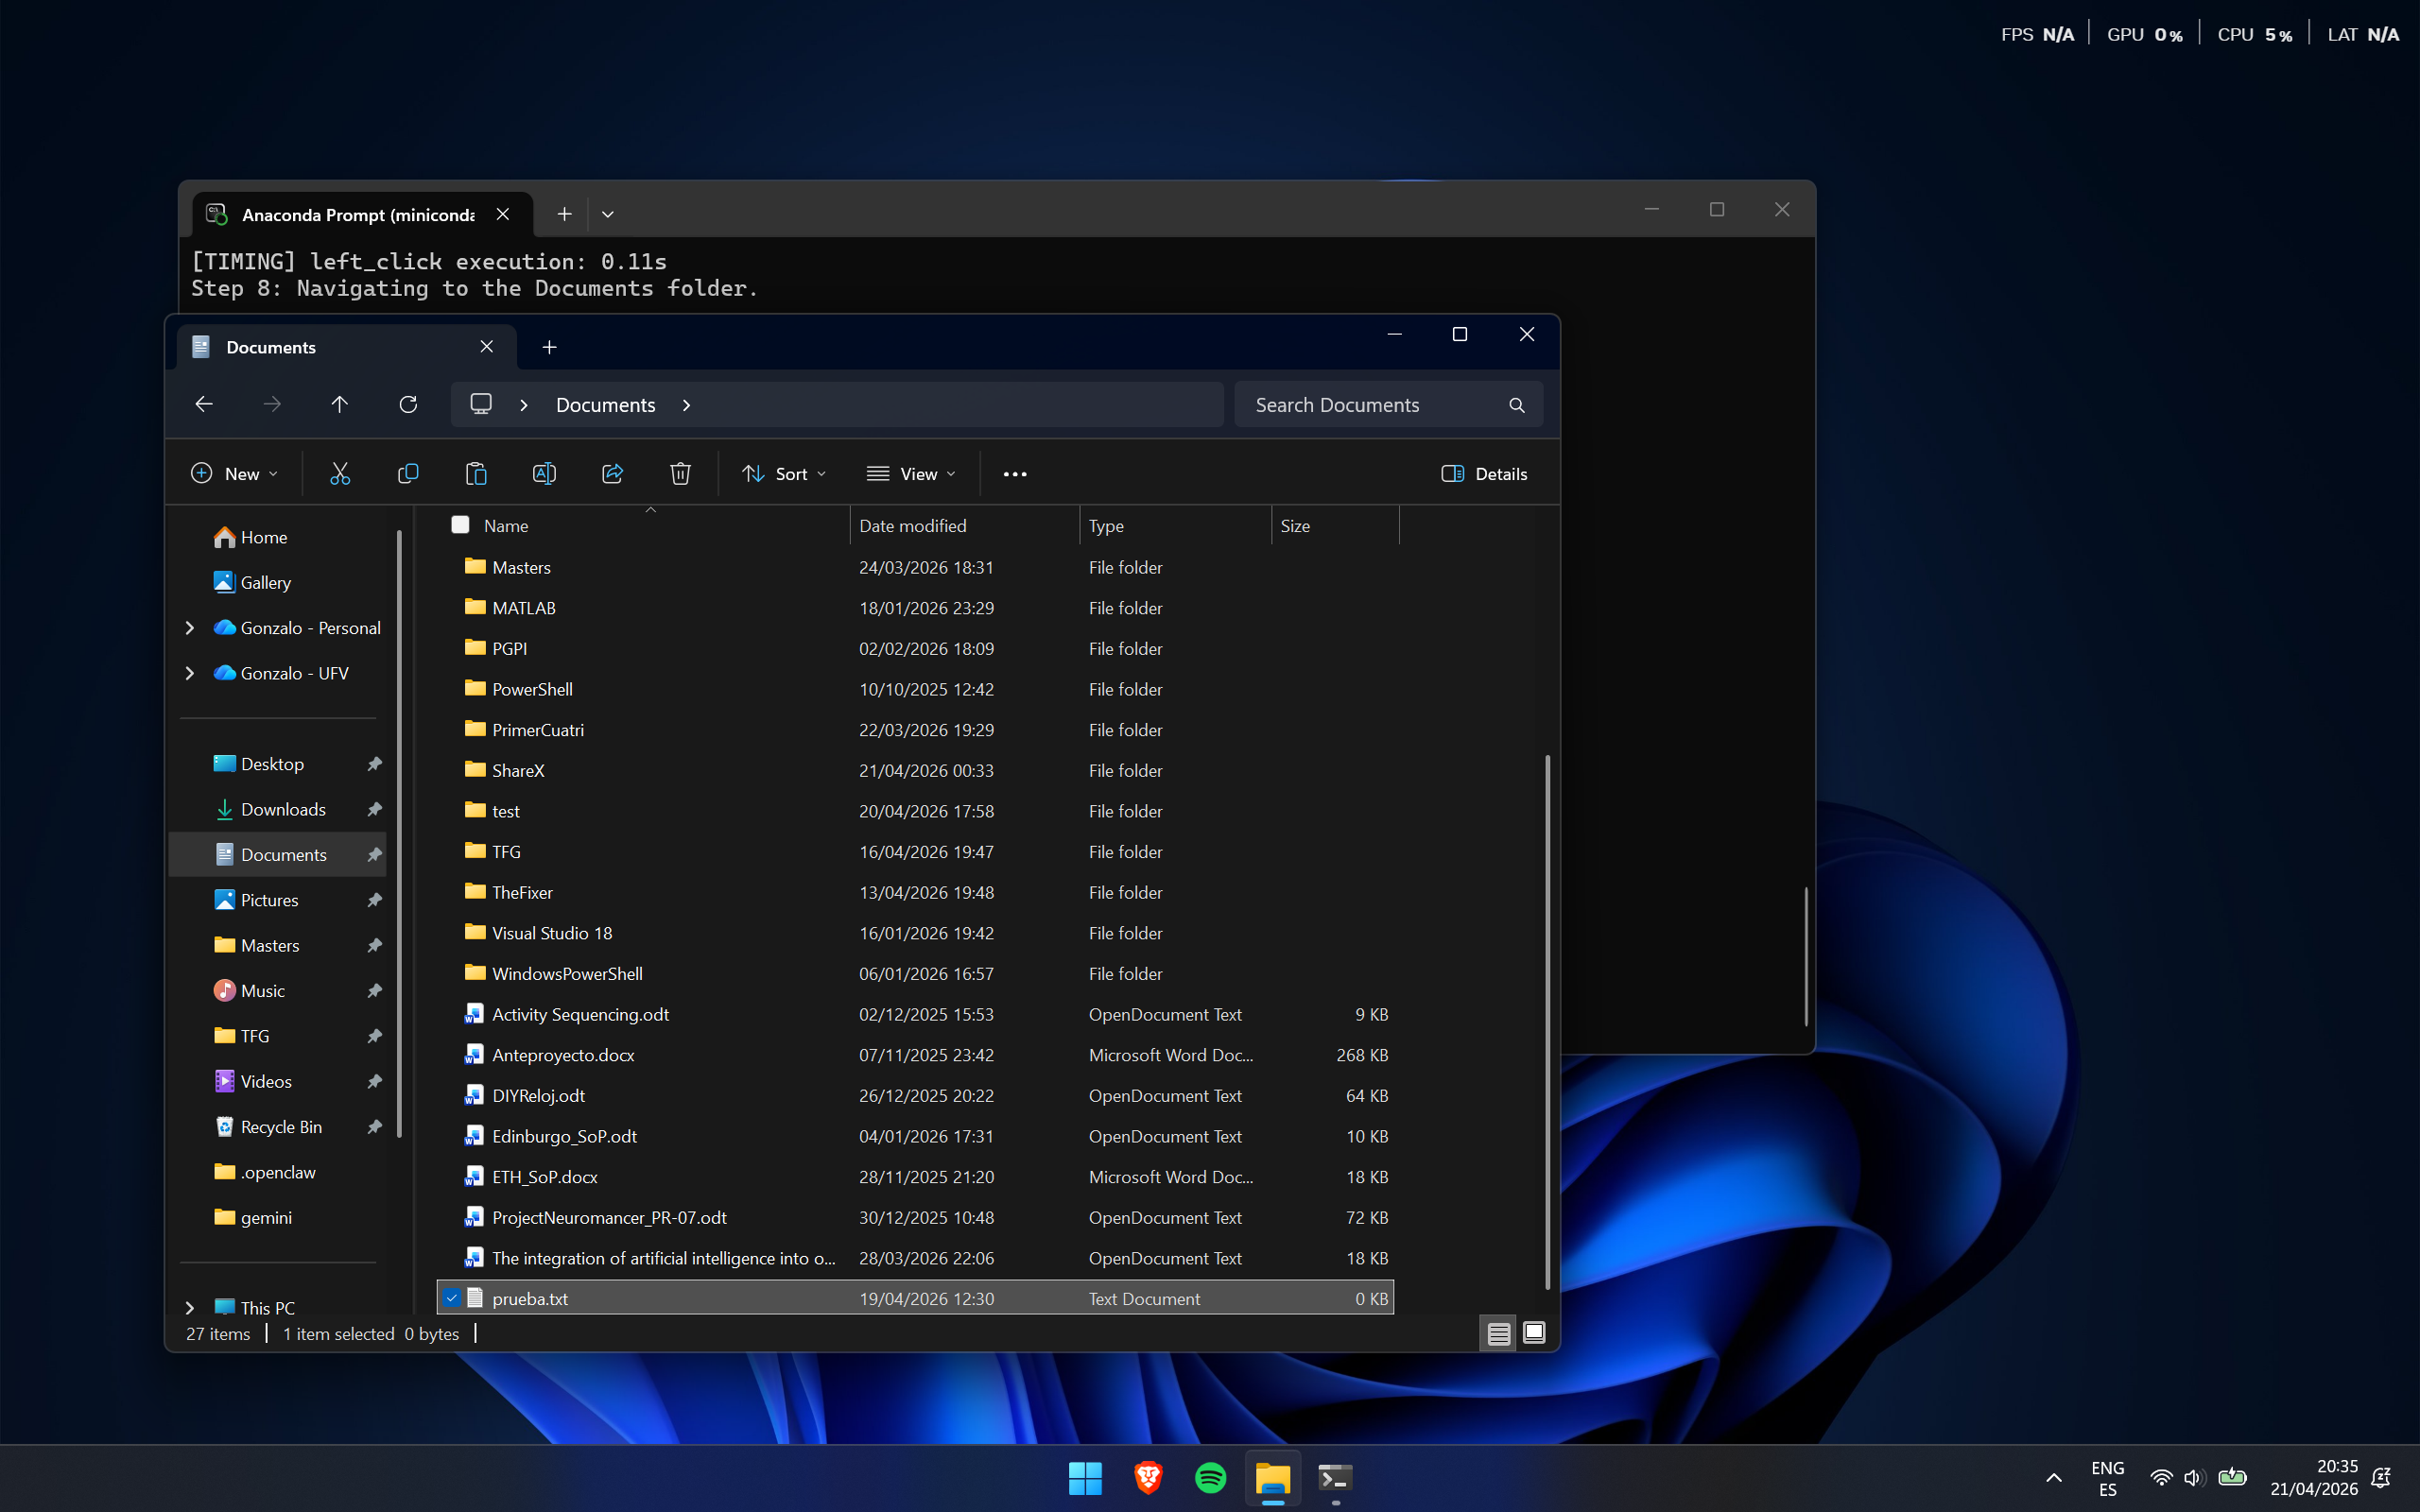 FPS N/A | GPU 0% | CPU 5% | LAT N/A
Anaconda Prompt (miniconda
[TIMING] left_click execution: 0.11s
Step 8: Navigating to the Documents folder.
Documents
Documents
Search Documents
New
Sort
View
Details
Name Date modified Type Size
Home
Gallery
Gonzalo - Personal
Gonzalo - UFV
Desktop
Downloads
Documents
Pictures
Masters
Music
TFG
Videos
Recycle Bin
.openclaw
gemini
This PC
Masters 24/03/2026 18:31 File folder
MATLAB 18/01/2026 23:29 File folder
PGPI 02/02/2026 18:09 File folder
PowerShell 10/10/2025 12:42 File folder
PrimerCuatri 22/03/2026 19:29 File folder
ShareX 21/04/2026 00:33 File folder
test 20/04/2026 17:58 File folder
TFG 16/04/2026 19:47 File folder
TheFixer 13/04/2026 19:48 File folder
Visual Studio 18 16/01/2026 19:42 File folder
WindowsPowerShell 06/01/2026 16:57 File folder
Activity Sequencing.odt 02/12/2025 15:53 OpenDocument Text 9 KB
Anteproyecto.docx 07/11/2025 23:42 Microsoft Word Doc... 268 KB
DIYReloj.odt 26/12/2025 20:22 OpenDocument Text 64 KB
Edinburgo_SoP.odt 04/01/2026 17:31 OpenDocument Text 10 KB
ETH_SoP.docx 28/11/2025 21:20 Microsoft Word Doc... 18 KB
ProjectNeuromancer_PR-07.odt 30/12/2025 10:48 OpenDocument Text 72 KB
The integration of artificial intelligence into o... 28/03/2026 22:06 OpenDocument Text 18 KB
prueba.txt 19/04/2026 12:30 Text Document 0 KB
27 items | 1 item selected 0 bytes |
ENG
ES
20:35
21/04/2026